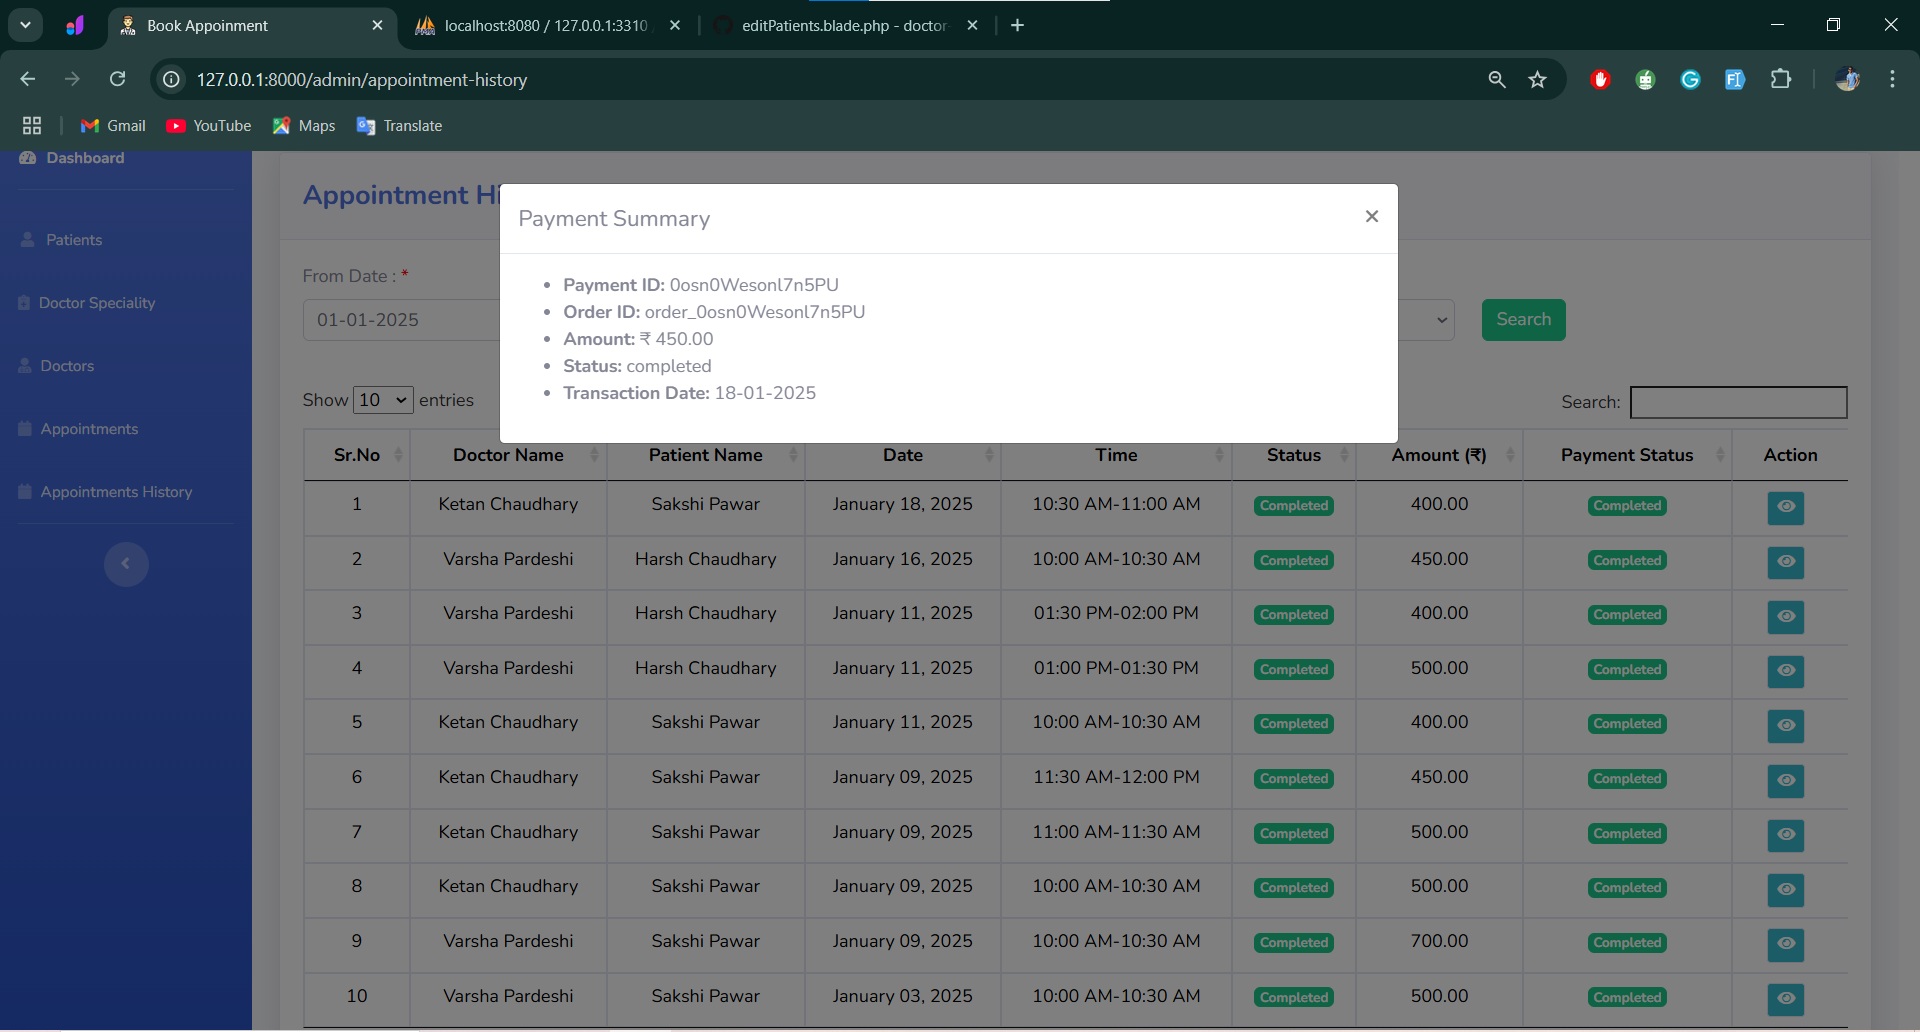 Book Appoinment
localhost:8080 / 127.0.0.1:3310
editPatients.blade.php - doctor
127.0.0.1:8000/admin/appointment-history
Gmail YouTube Maps Translate
Dashboard
Patients
Doctor Speciality
Doctors
Appointments
Appointments History
Appointment Hi
Payment Summary
Payment ID: 0osn0Wesonl7n5PU
Order ID: order_0osn0Wesonl7n5PU
Amount: ₹ 450.00
Status: completed
Transaction Date: 18-01-2025
From Date : *
01-01-2025
Search
Show 10 entries
Search:
Sr.No Doctor Name Patient Name Date Time Status Amount (₹) Payment Status Action
1 Ketan Chaudhary Sakshi Pawar January 18, 2025 10:30 AM-11:00 AM Completed 400.00 Completed
2 Varsha Pardeshi Harsh Chaudhary January 16, 2025 10:00 AM-10:30 AM Completed 450.00 Completed
3 Varsha Pardeshi Harsh Chaudhary January 11, 2025 01:30 PM-02:00 PM Completed 400.00 Completed
4 Varsha Pardeshi Harsh Chaudhary January 11, 2025 01:00 PM-01:30 PM Completed 500.00 Completed
5 Ketan Chaudhary Sakshi Pawar January 11, 2025 10:00 AM-10:30 AM Completed 400.00 Completed
6 Ketan Chaudhary Sakshi Pawar January 09, 2025 11:30 AM-12:00 PM Completed 450.00 Completed
7 Ketan Chaudhary Sakshi Pawar January 09, 2025 11:00 AM-11:30 AM Completed 500.00 Completed
8 Ketan Chaudhary Sakshi Pawar January 09, 2025 10:00 AM-10:30 AM Completed 500.00 Completed
9 Varsha Pardeshi Sakshi Pawar January 09, 2025 10:00 AM-10:30 AM Completed 700.00 Completed
10 Varsha Pardeshi Sakshi Pawar January 03, 2025 10:00 AM-10:30 AM Completed 500.00 Completed